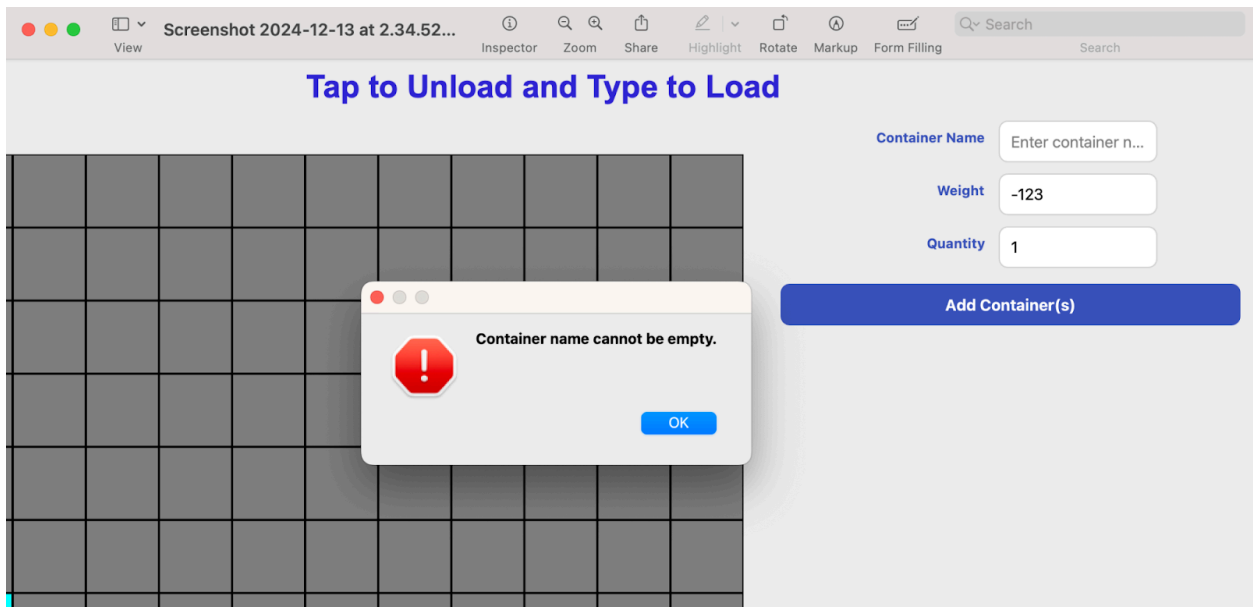 Screenshot 2024-12-13 at 2.34.52...
View
Inspector
Zoom
Share
Highlight
Rotate
Markup
Form Filling
Search
Search
Tap to Unload and Type to Load
Container Name
Enter container n...
Weight
-123
Quantity
1
Add Container(s)
Container name cannot be empty.
OK